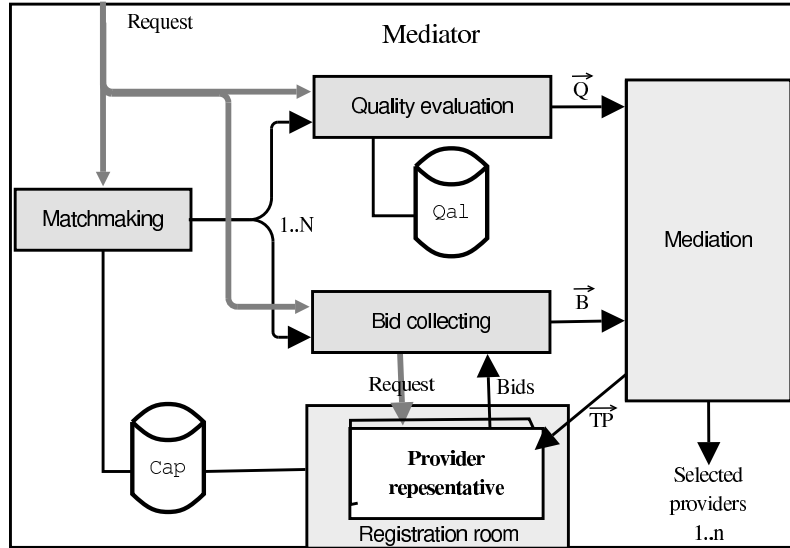 Request
Mediator
Quality evaluation
Q
Qal
Matchmaking
1..N
Mediation
Bid collecting
B
Request
Bids
TP
Cap
Provider
repesentative
Registration room
Selected
providers
1..n